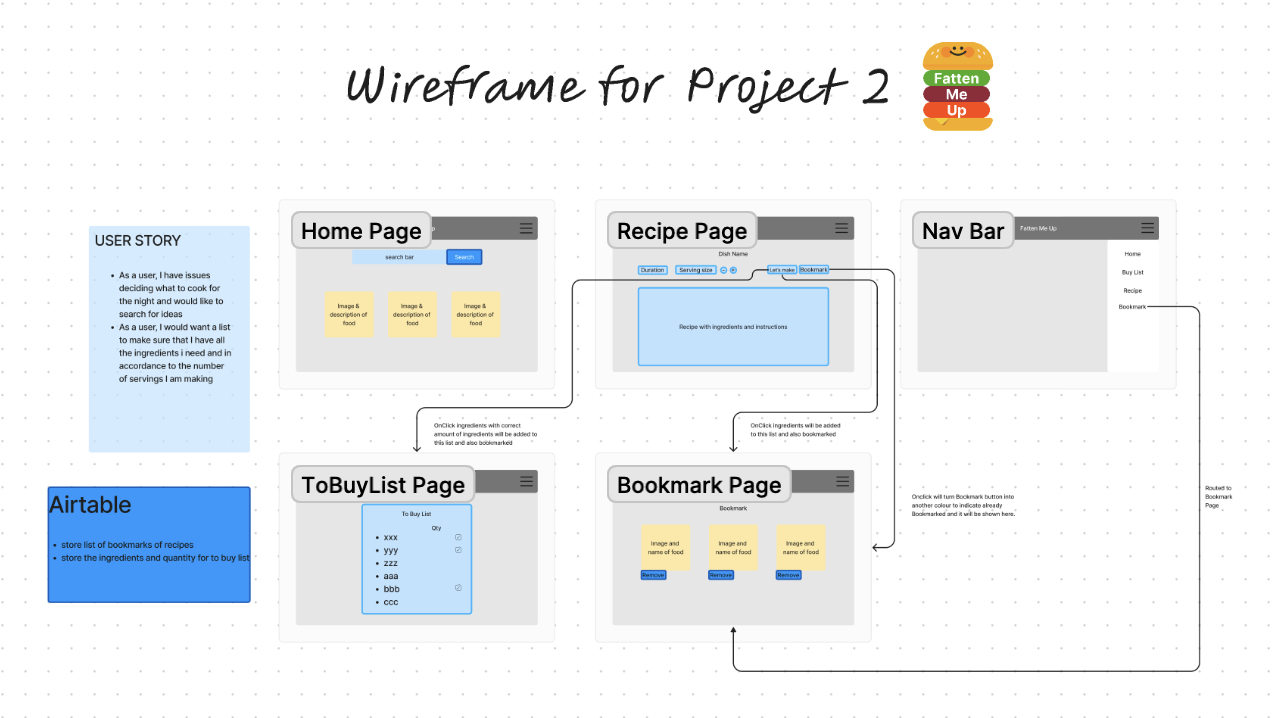 Wireframe for Project 2
Fatten
Me
Up
USER STORY
• As a user, I have issues
deciding what to cook for
the night and would like to
search for ideas
• As a user, I would want a list
to make sure that I have all
the ingredients i need and in
accordance to the number
of servings I am making
Airtable
• store list of bookmarks of recipes
• store the ingredients and quantity for to buy list
Home Page
search bar
Search
Image &
description of
food
Image &
description of
food
Image &
description of
food
Recipe Page
Dish Name
Duration
Serving size
Let's make
Bookmark
Recipe with ingredients and instructions
Nav Bar
Fatten Me Up
Home
Buy List
Recipe
Bookmark
OnClick ingredients with correct
amount of ingredients will be added to
this list and also bookmarked
OnClick ingredients will be added
to this list and also bookmarked
ToBuyList Page
To Buy List
Qty
• xxx
• yyy
• zzz
• aaa
• bbb
• ccc
Bookmark Page
Bookmark
Image and
name of food
Remove
Image and
name of food
Remove
Image and
name of food
Remove
Onclick will turn Bookmark button into
another colour to indicate already
Bookmarked and it will be shown here.
Routed to
Bookmark
Page